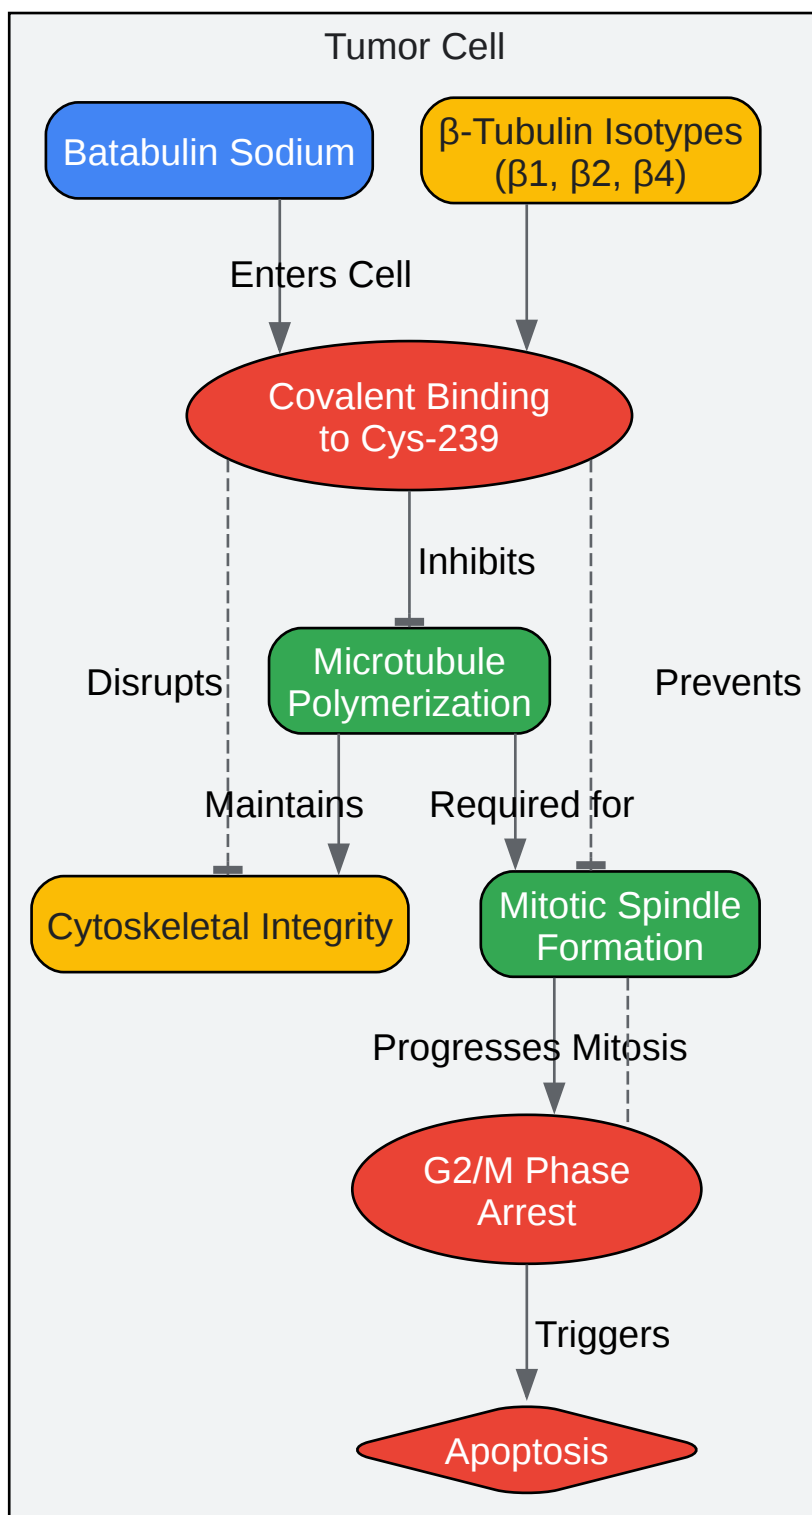 Tumor Cell
Batabulin Sodium
β-Tubulin Isotypes
(β1, β2, β4)
Enters Cell
Covalent Binding
to Cys-239
Inhibits
Disrupts
Microtubule
Polymerization
Prevents
Maintains
Required for
Cytoskeletal Integrity
Mitotic Spindle
Formation
Progresses Mitosis
G2/M Phase
Arrest
Triggers
Apoptosis